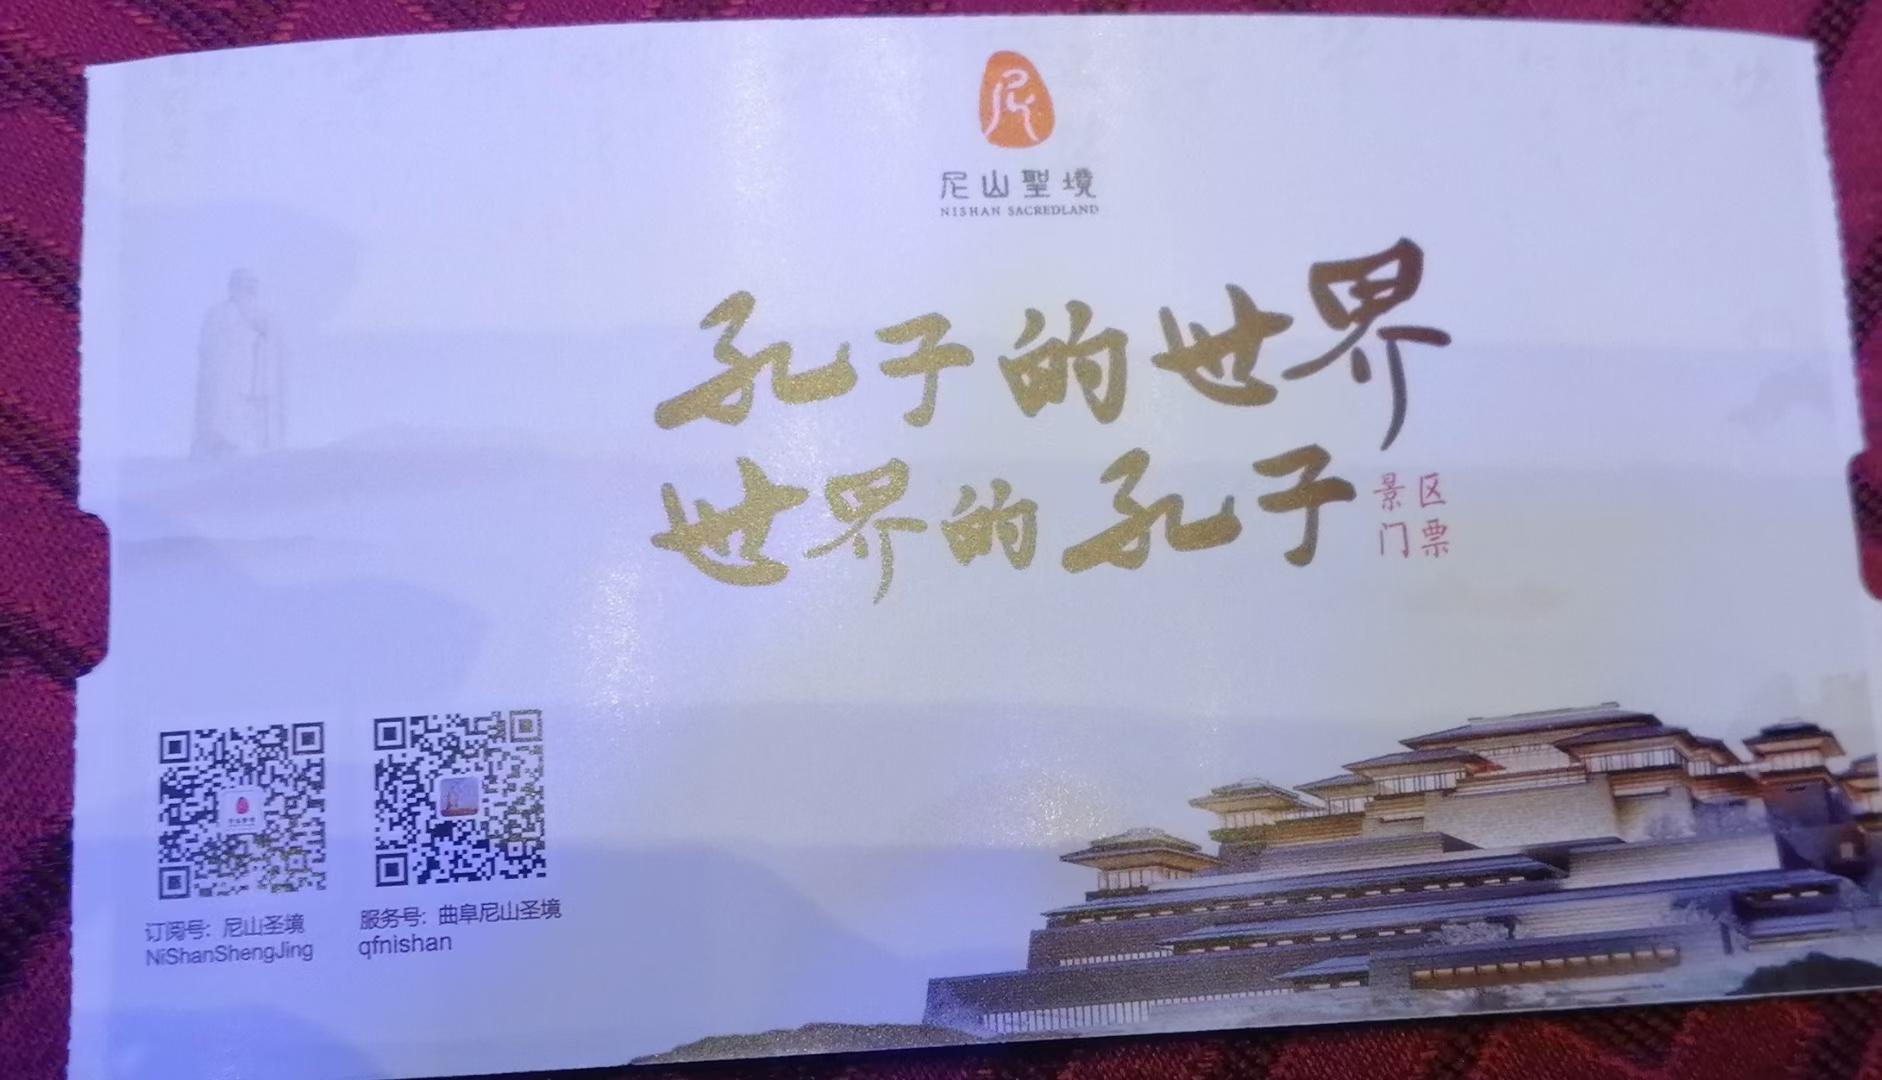 尼山聖境
NISHAN SACREDLAND
孔子的世界
世界的孔子
景区
门票
订阅号：尼山圣境
NiShanShengJing
服务号：曲阜尼山圣境
qfnishan